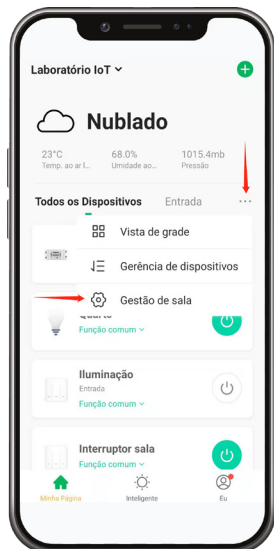 Laboratório IoT
Nublado
23°C 68.0% 1015.4mb
Temp. ao ar l... Umidade ao... Pressão
Todos os Dispositivos Entrada ...
Vista de grade
Gerência de dispositivos
Gestão de sala
Quarto
Função comum
Iluminação
Entrada
Função comum
Interruptor sala
Função comum
Minha Página Inteligente Eu